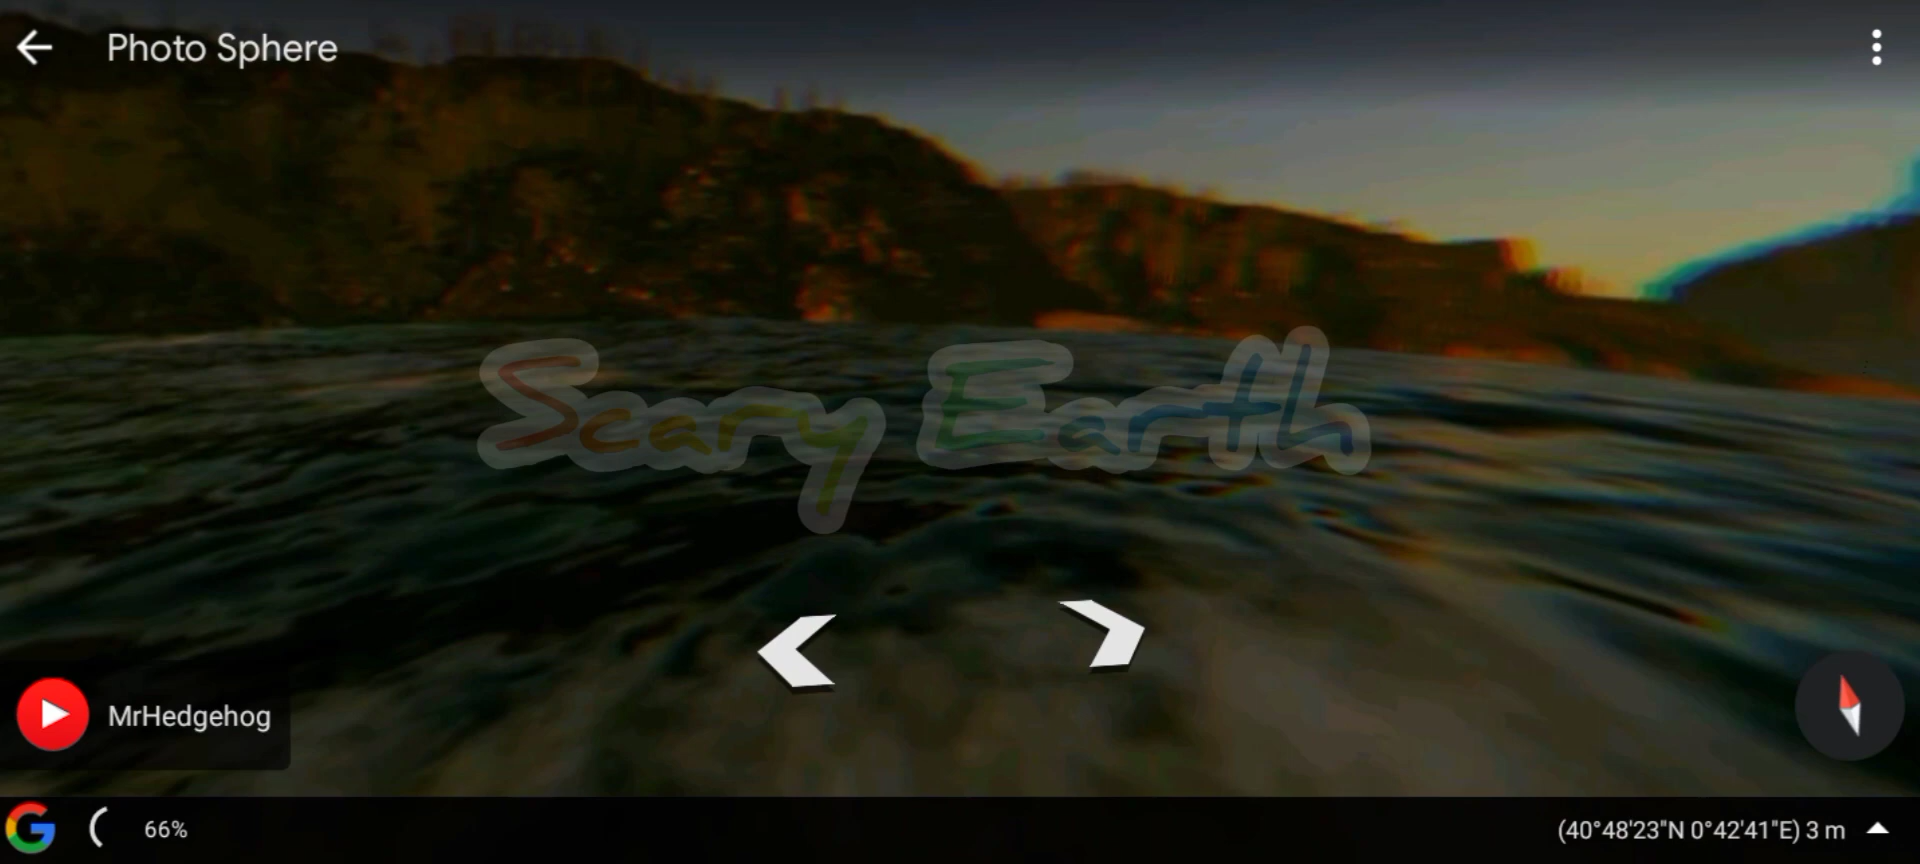 Photo Sphere
Scary Earth
MrHedgehog
66%
(40°48'23"N 0°42'41"E) 3 m